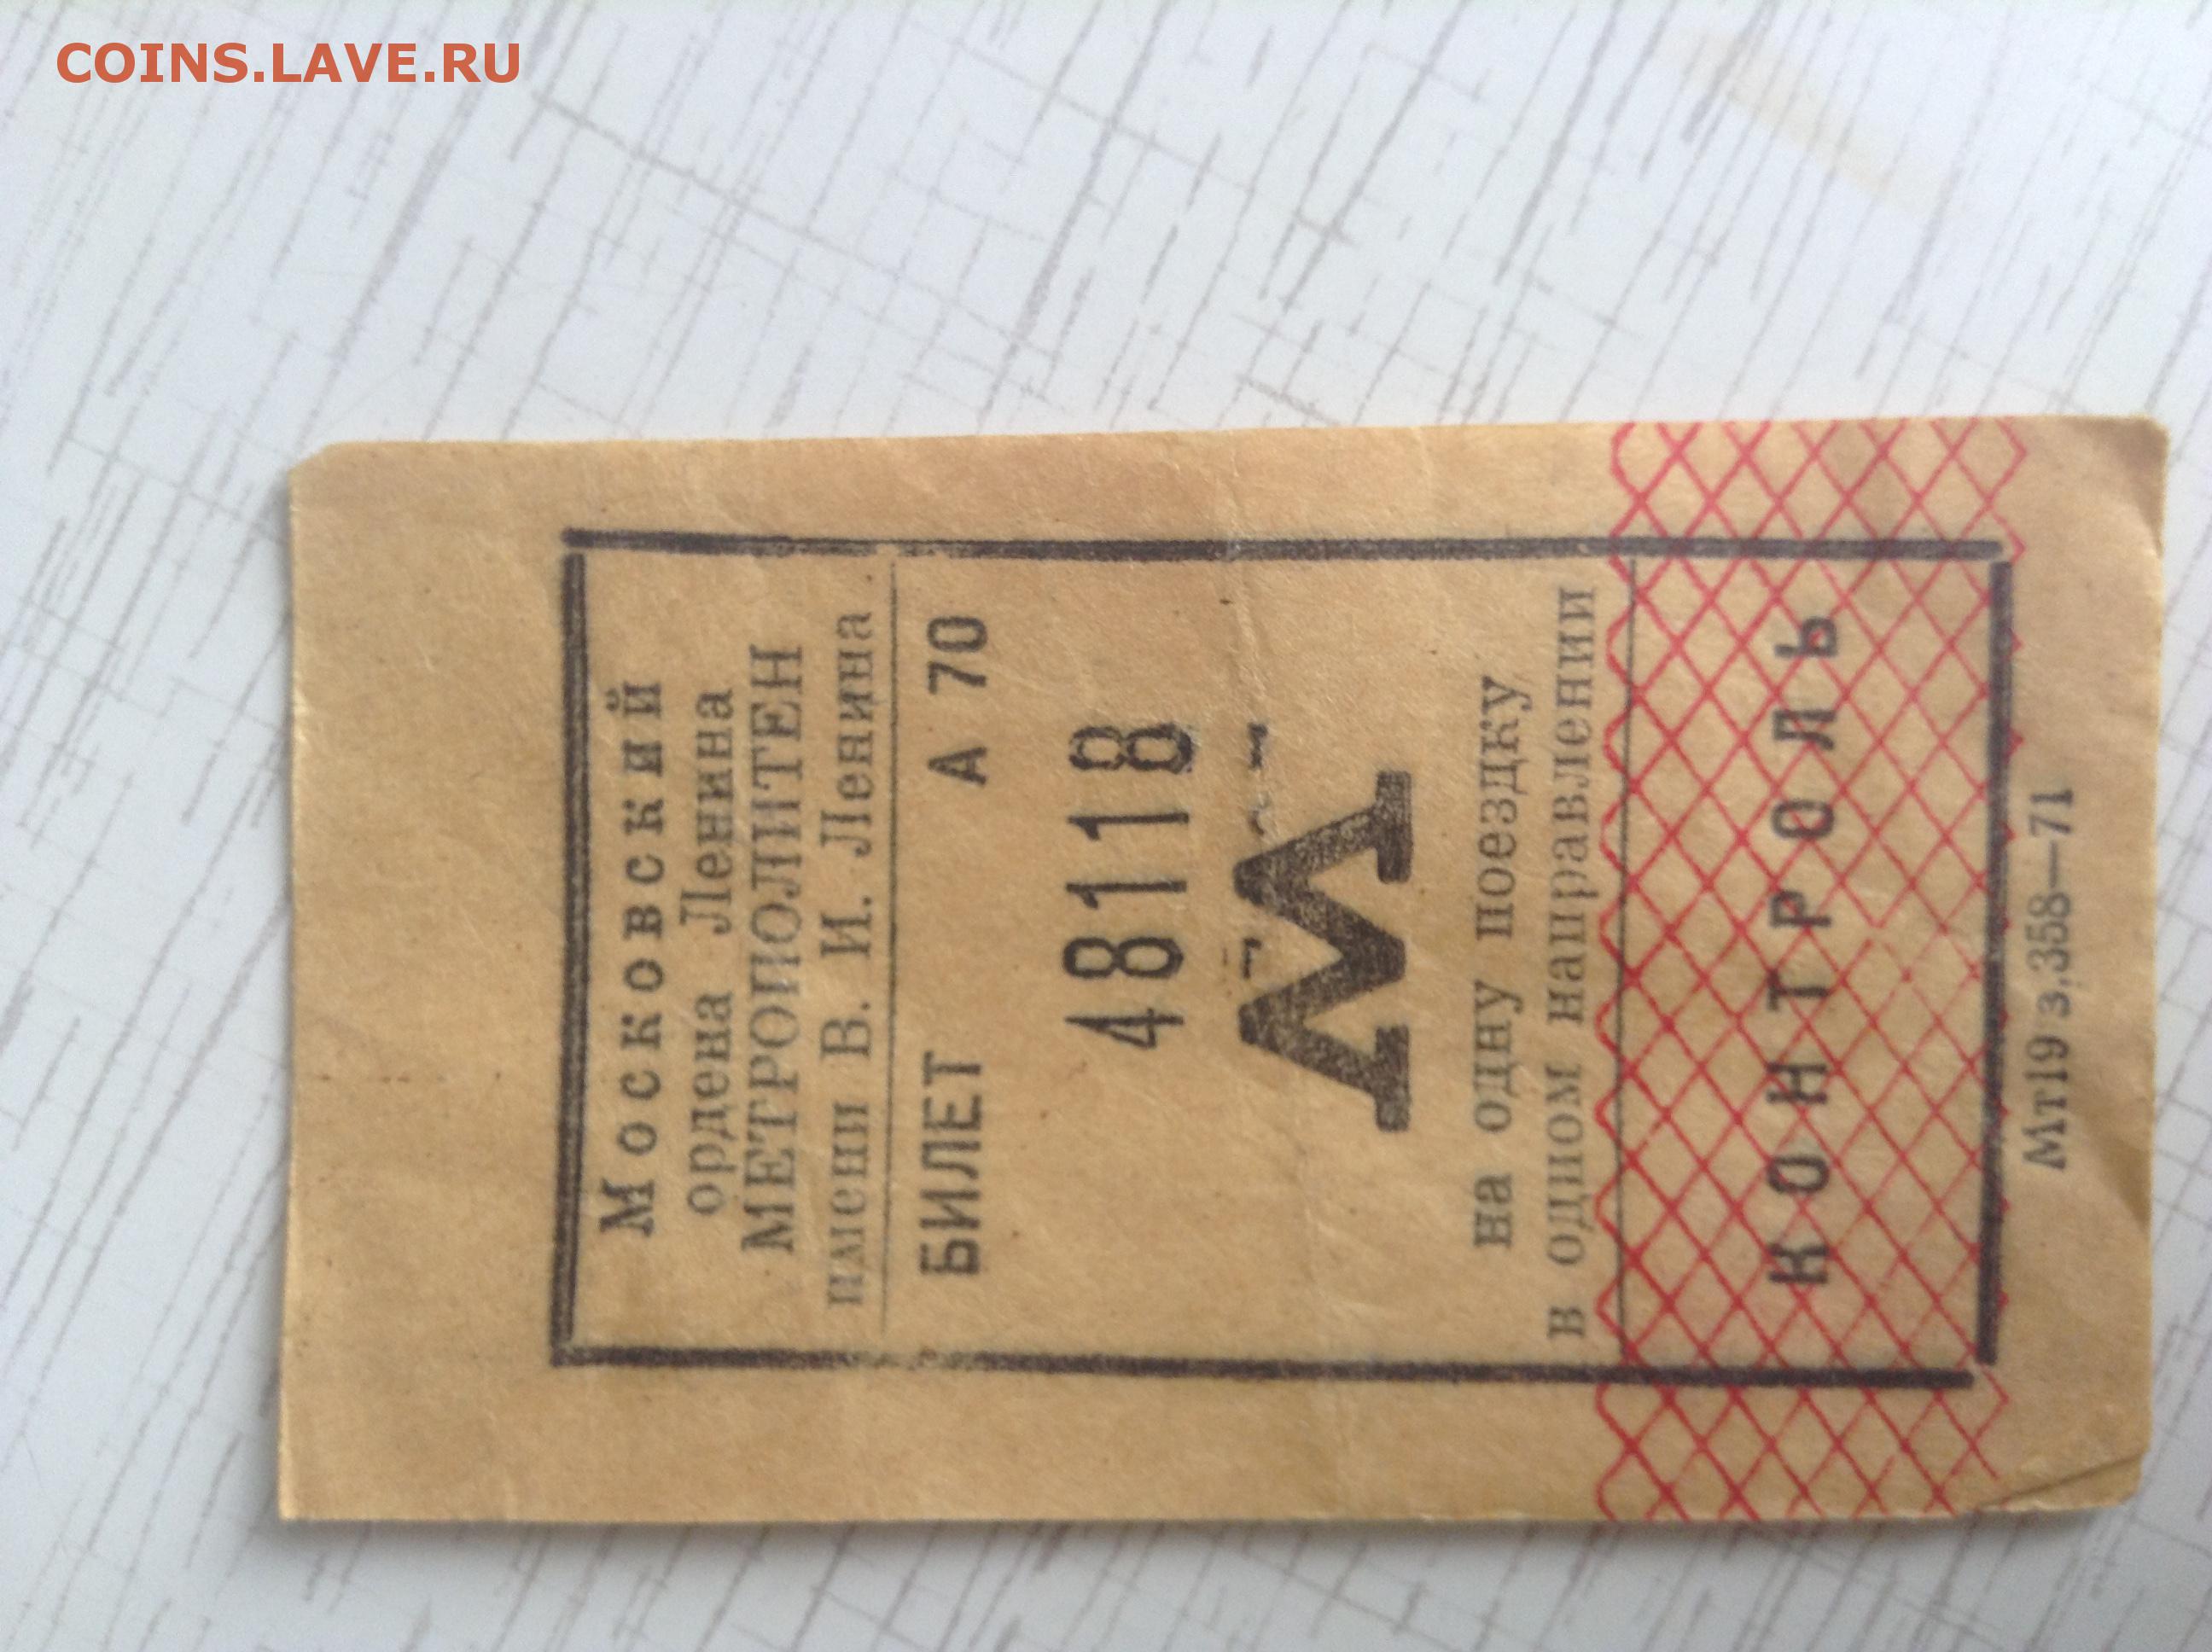 COINS.LAVE.RU
Московский
ордена Ленина
МЕТРОПОЛИТЕН
имени В. И. Ленина
БИЛЕТ А 70
48118
М
на одну поездку
в одном направлении
КОНТРОЛЬ
Мт19 з.358—71